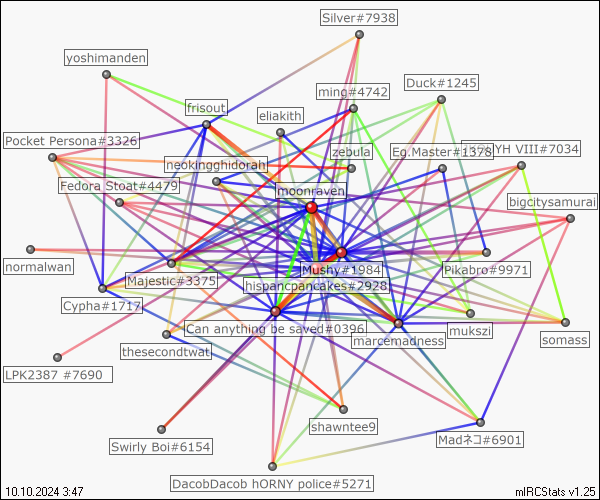 Silver#7938
yoshimanden
Duck#1245
ming#4742
frisout
eliakith
Pocket Persona#3326
zebula
Eg.Master#1378
YH VIII#7034
neokingghidorah
Fedora Stoat#4479
moonraven
bigcitysamurai
normalwan
Mushy#1984
Pikabro#9971
Majestic#3375
hispancpancakes#2928
Cypha#1717
Can anything be saved#0396
mukszi
marcemadness
somass
thesecondtwat
LPK2387 #7690
shawntee9
Swirly Boi#6154
Madネコ#6901
DacobDacob hORNY police#5271
10.10.2024 3:47
mIRCStats v1.25